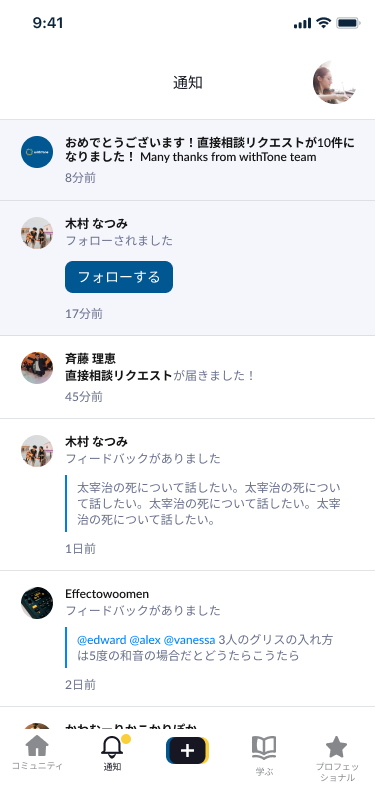 9:41
通知
withTone
おめでとうございます！直接相談リクエストが10件に
なりました！ Many thanks from withTone team
8分前
木村 なつみ
フォローされました
フォローする
17分前
斉藤 理恵
直接相談リクエストが届きました！
45分前
木村 なつみ
フィードバックがありました
太宰治の死について話したい。太宰治の死につい
て話したい。太宰治の死について話したい。太宰
治の死について話したい。
1日前
Effectowoomen
フィードバックがありました
@edward @alex @vanessa 3人のグリスの入れ方
は5度の和音の場合だとどうたらこうたら
2日前
コミュニティ
通知
学ぶ
プロフェッ
ショナル